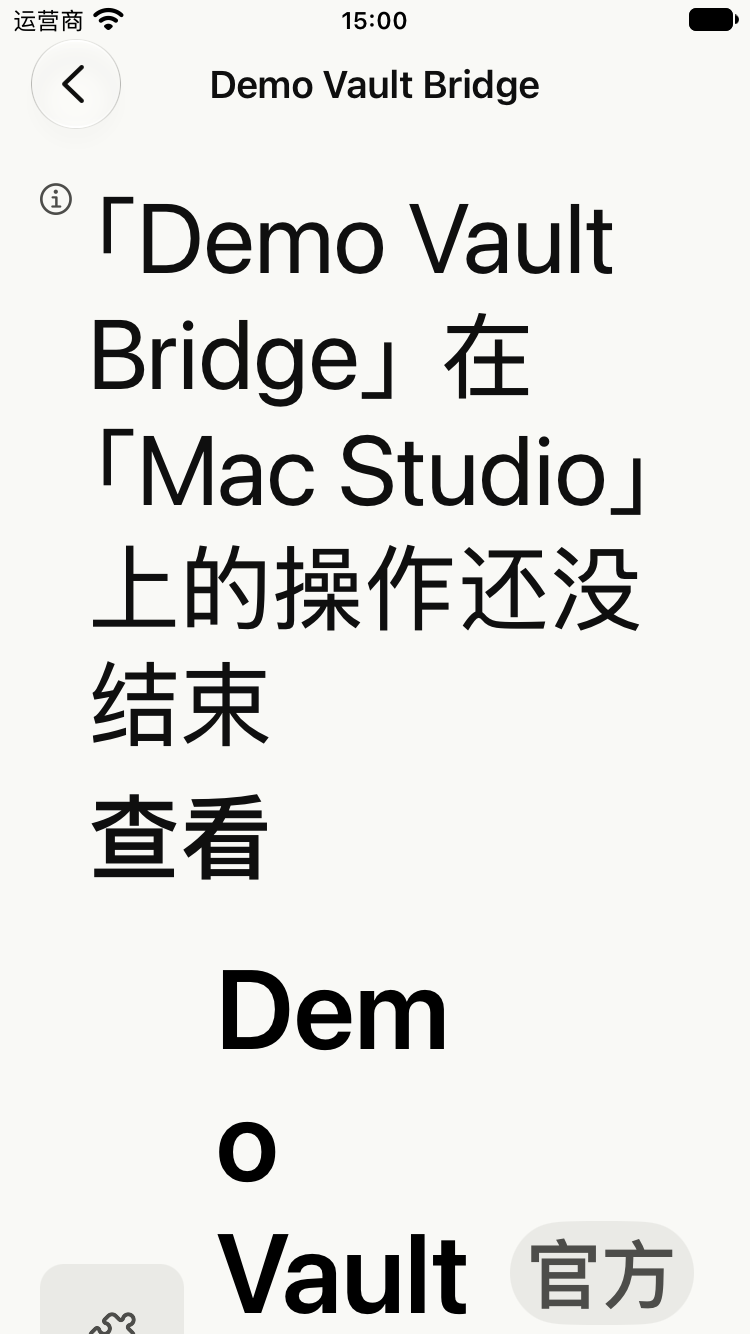 运营商
15:00
Demo Vault Bridge
「Demo Vault
Bridge」在
「Mac Studio」
上的操作还没
结束
查看
Dem
o
Vault
官方